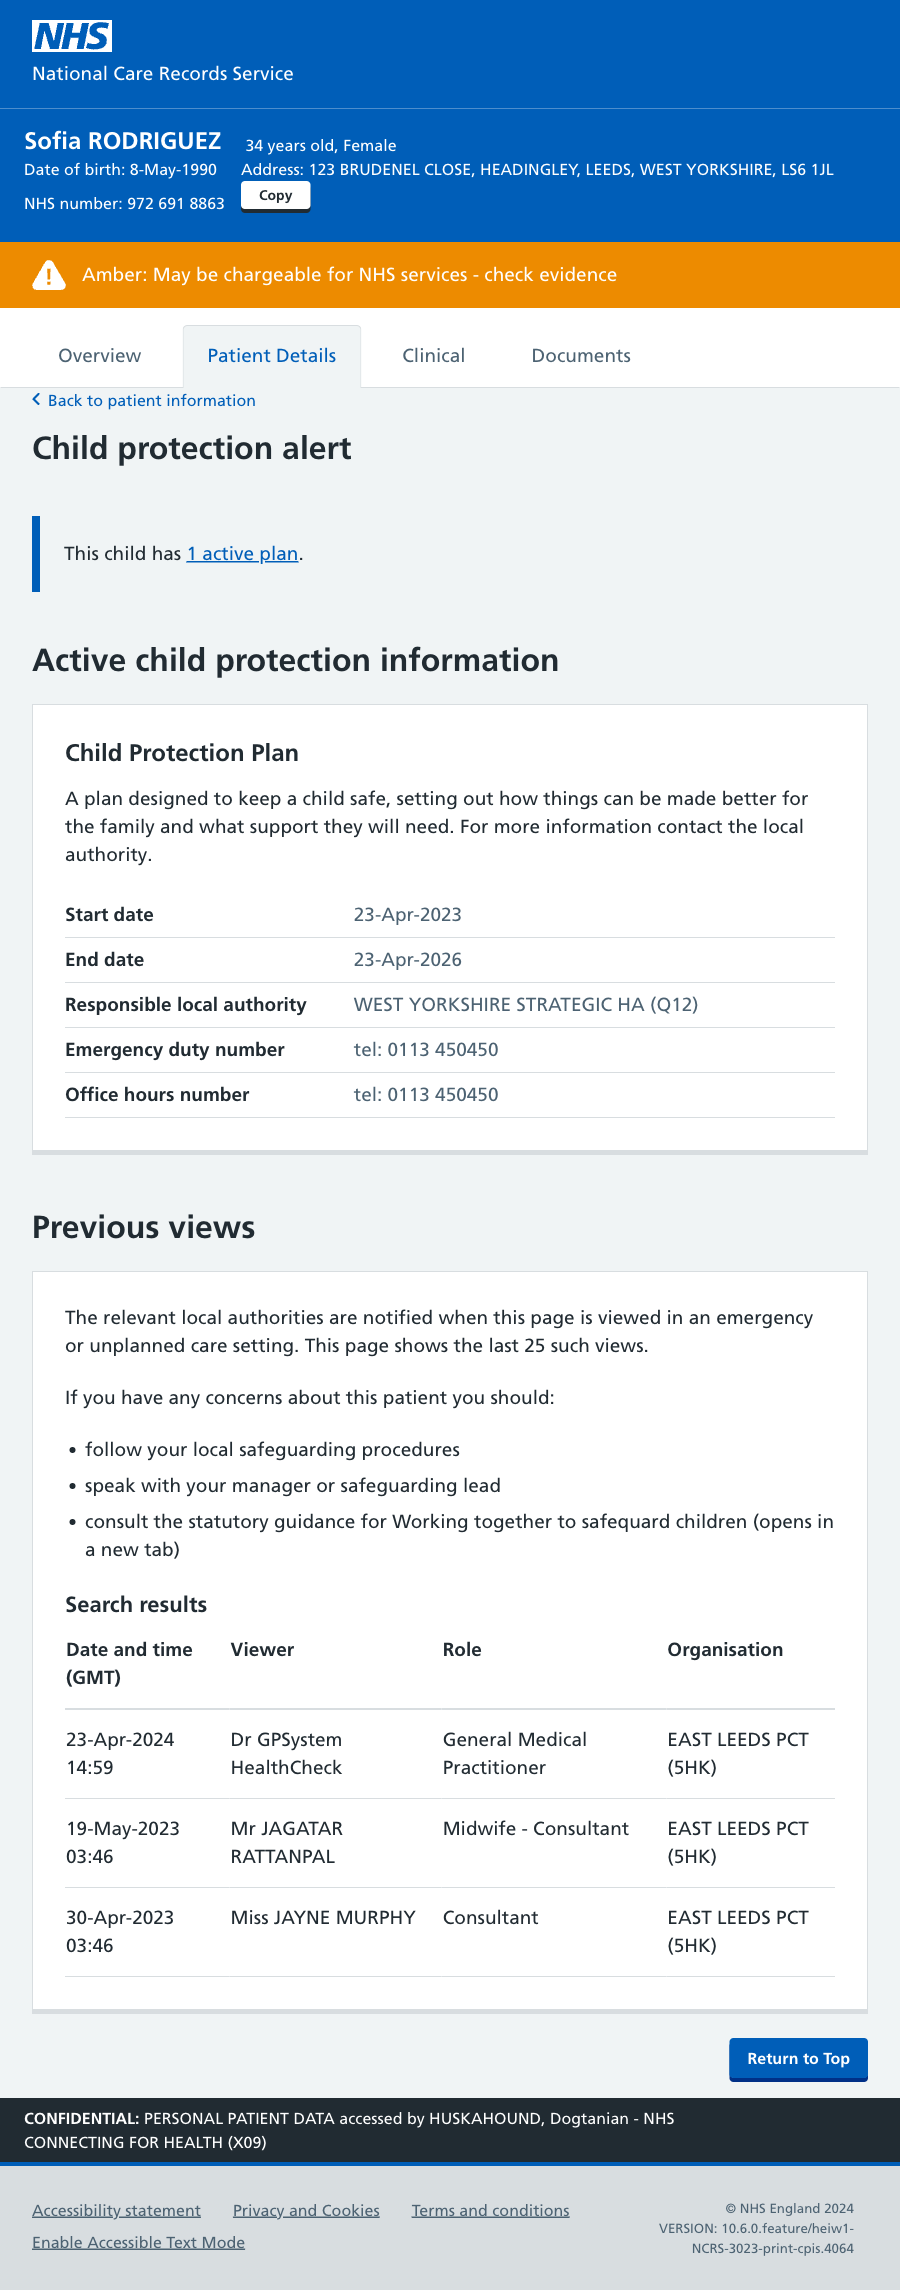 NHS
National Care Records Service
Sofia RODRIGUEZ
34 years old, Female
Date of birth: 8-May-1990
Address: 123 BRUDENEL CLOSE, HEADINGLEY, LEEDS, WEST YORKSHIRE, LS6 1JL
NHS number: 972 691 8863
Copy
Amber: May be chargeable for NHS services - check evidence
Overview
Patient Details
Clinical
Documents
Back to patient information
Child protection alert
This child has 1 active plan.
Active child protection information
Child Protection Plan
A plan designed to keep a child safe, setting out how things can be made better for
the family and what support they will need. For more information contact the local
authority.
Start date 23-Apr-2023
End date 23-Apr-2026
Responsible local authority WEST YORKSHIRE STRATEGIC HA (Q12)
Emergency duty number tel: 0113 450450
Office hours number tel: 0113 450450
Previous views
The relevant local authorities are notified when this page is viewed in an emergency
or unplanned care setting. This page shows the last 25 such views.
If you have any concerns about this patient you should:
• follow your local safeguarding procedures
• speak with your manager or safeguarding lead
• consult the statutory guidance for Working together to safequard children (opens in
a new tab)
Search results
Date and time Viewer Role Organisation
(GMT)
23-Apr-2024 Dr GPSystem General Medical EAST LEEDS PCT
14:59 HealthCheck Practitioner (5HK)
19-May-2023 Mr JAGATAR Midwife - Consultant EAST LEEDS PCT
03:46 RATTANPAL (5HK)
30-Apr-2023 Miss JAYNE MURPHY Consultant EAST LEEDS PCT
03:46 (5HK)
Return to Top
CONFIDENTIAL: PERSONAL PATIENT DATA accessed by HUSKAHOUND, Dogtanian - NHS
CONNECTING FOR HEALTH (X09)
Accessibility statement Privacy and Cookies Terms and conditions
Enable Accessible Text Mode
© NHS England 2024
VERSION: 10.6.0.feature/heiw1-
NCRS-3023-print-cpis.4064